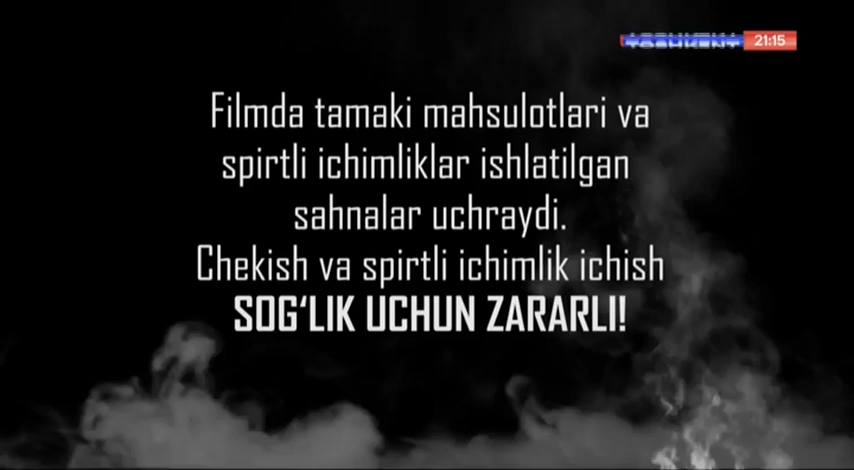 TOSHKENT 21:15
Filmda tamaki mahsulotlari va
spirtli ichimliklar ishlatilgan
sahnalar uchraydi.
Chekish va spirtli ichimlik ichish
SOG‘LIK UCHUN ZARARLI!